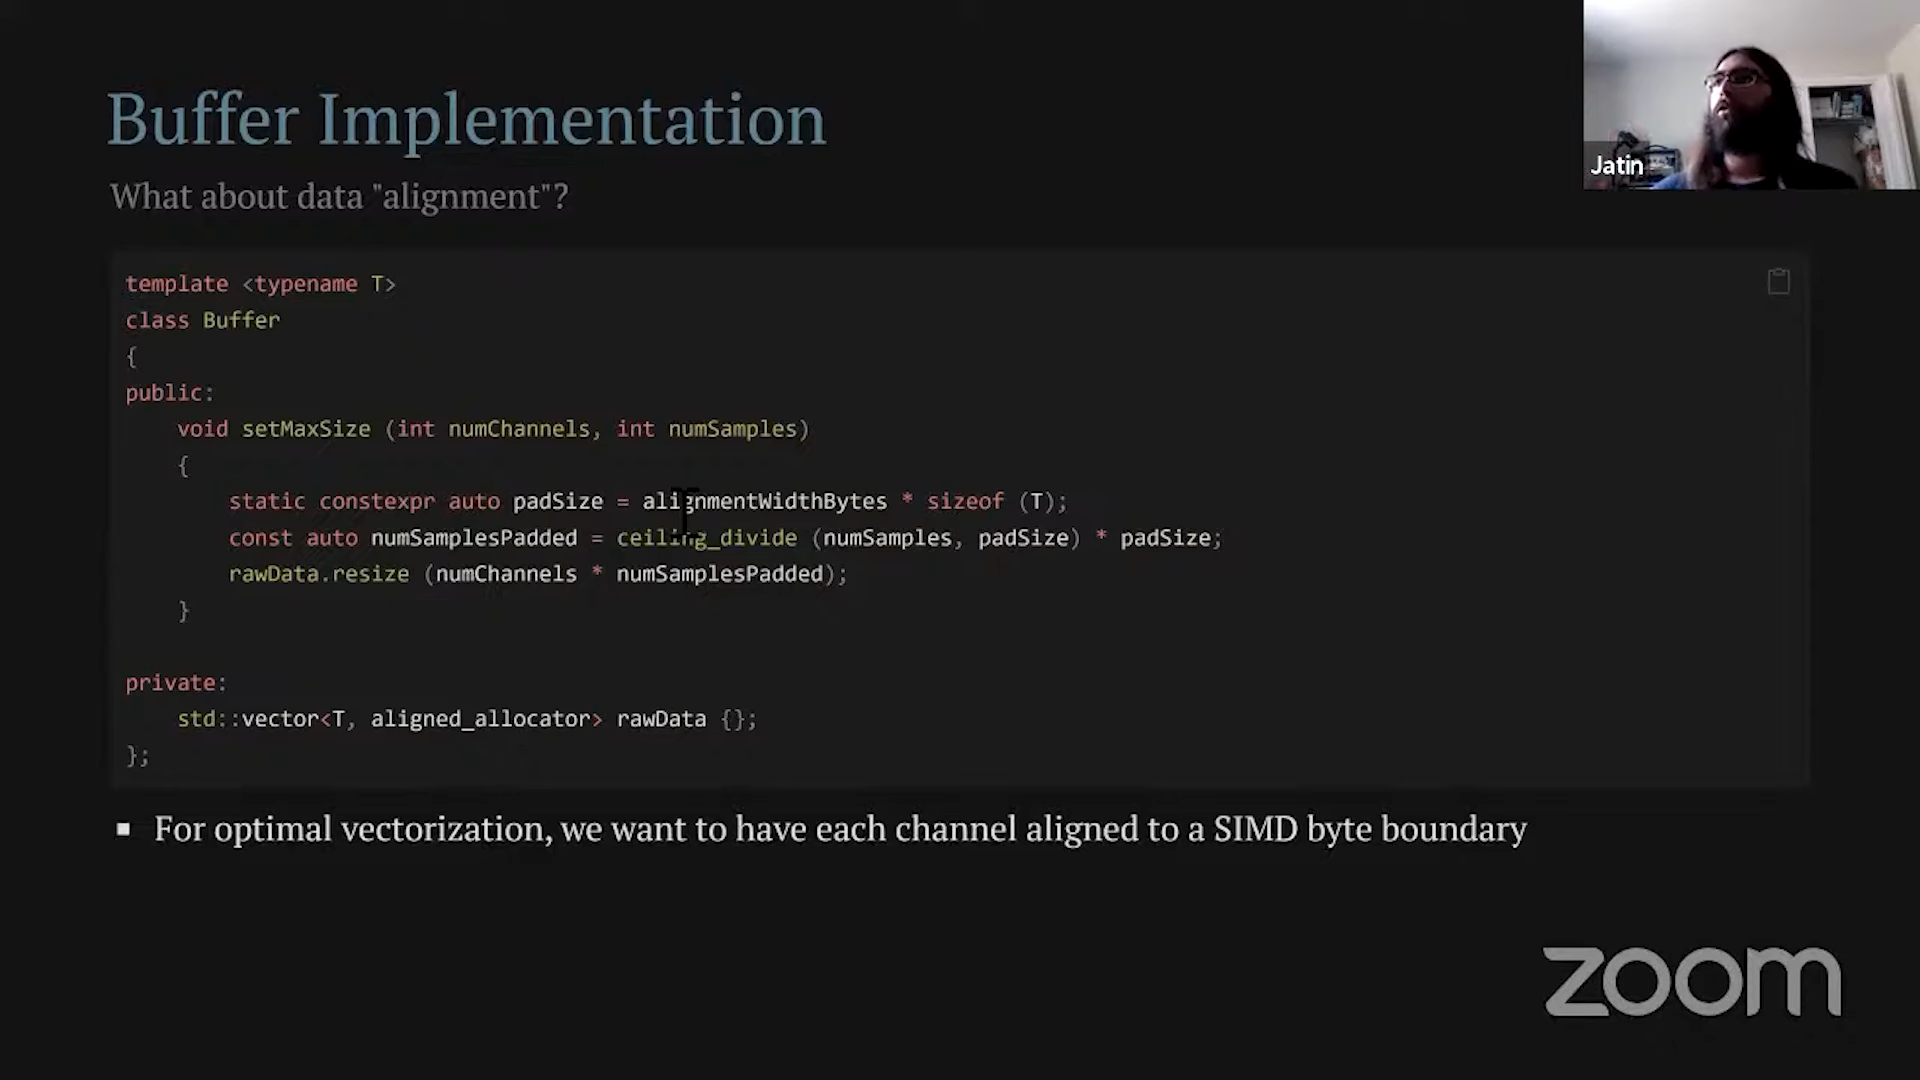 Buffer Implementation
What about data "alignment"?
template <typename T>
class Buffer
{
public:
    void setMaxSize (int numChannels, int numSamples)
    {
        static constexpr auto padSize = alignmentWidthBytes * sizeof (T);
        const auto numSamplesPadded = ceiling_divide (numSamples, padSize) * padSize;
        rawData.resize (numChannels * numSamplesPadded);
    }
private:
    std::vector<T, aligned_allocator> rawData {};
};
▪ For optimal vectorization, we want to have each channel aligned to a SIMD byte boundary
Jatin
zoom